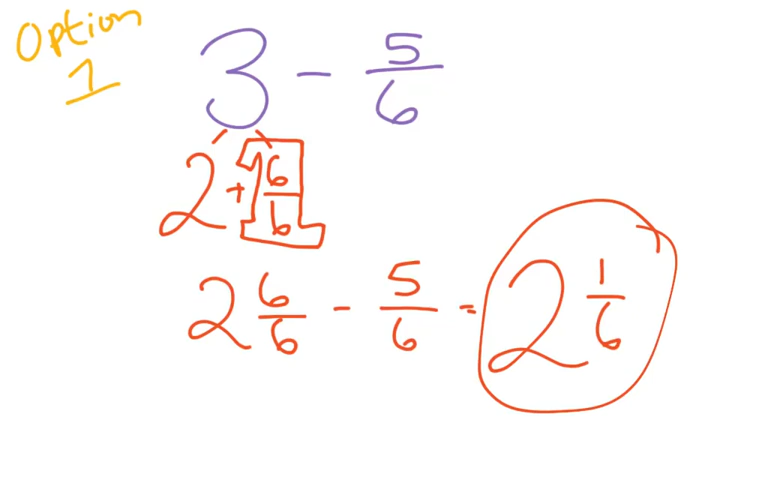 Option
1
3 - 5/6
2 + 6/6
2 6/6 - 5/6 = 2 1/6